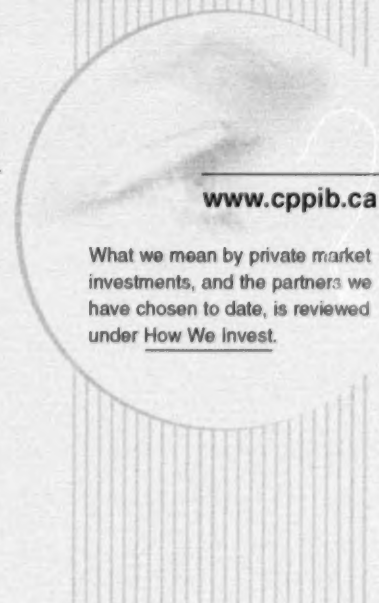 www.cppib.ca
What we mean by private market
investments, and the partners we
have chosen to date, is reviewed
under How We Invest.